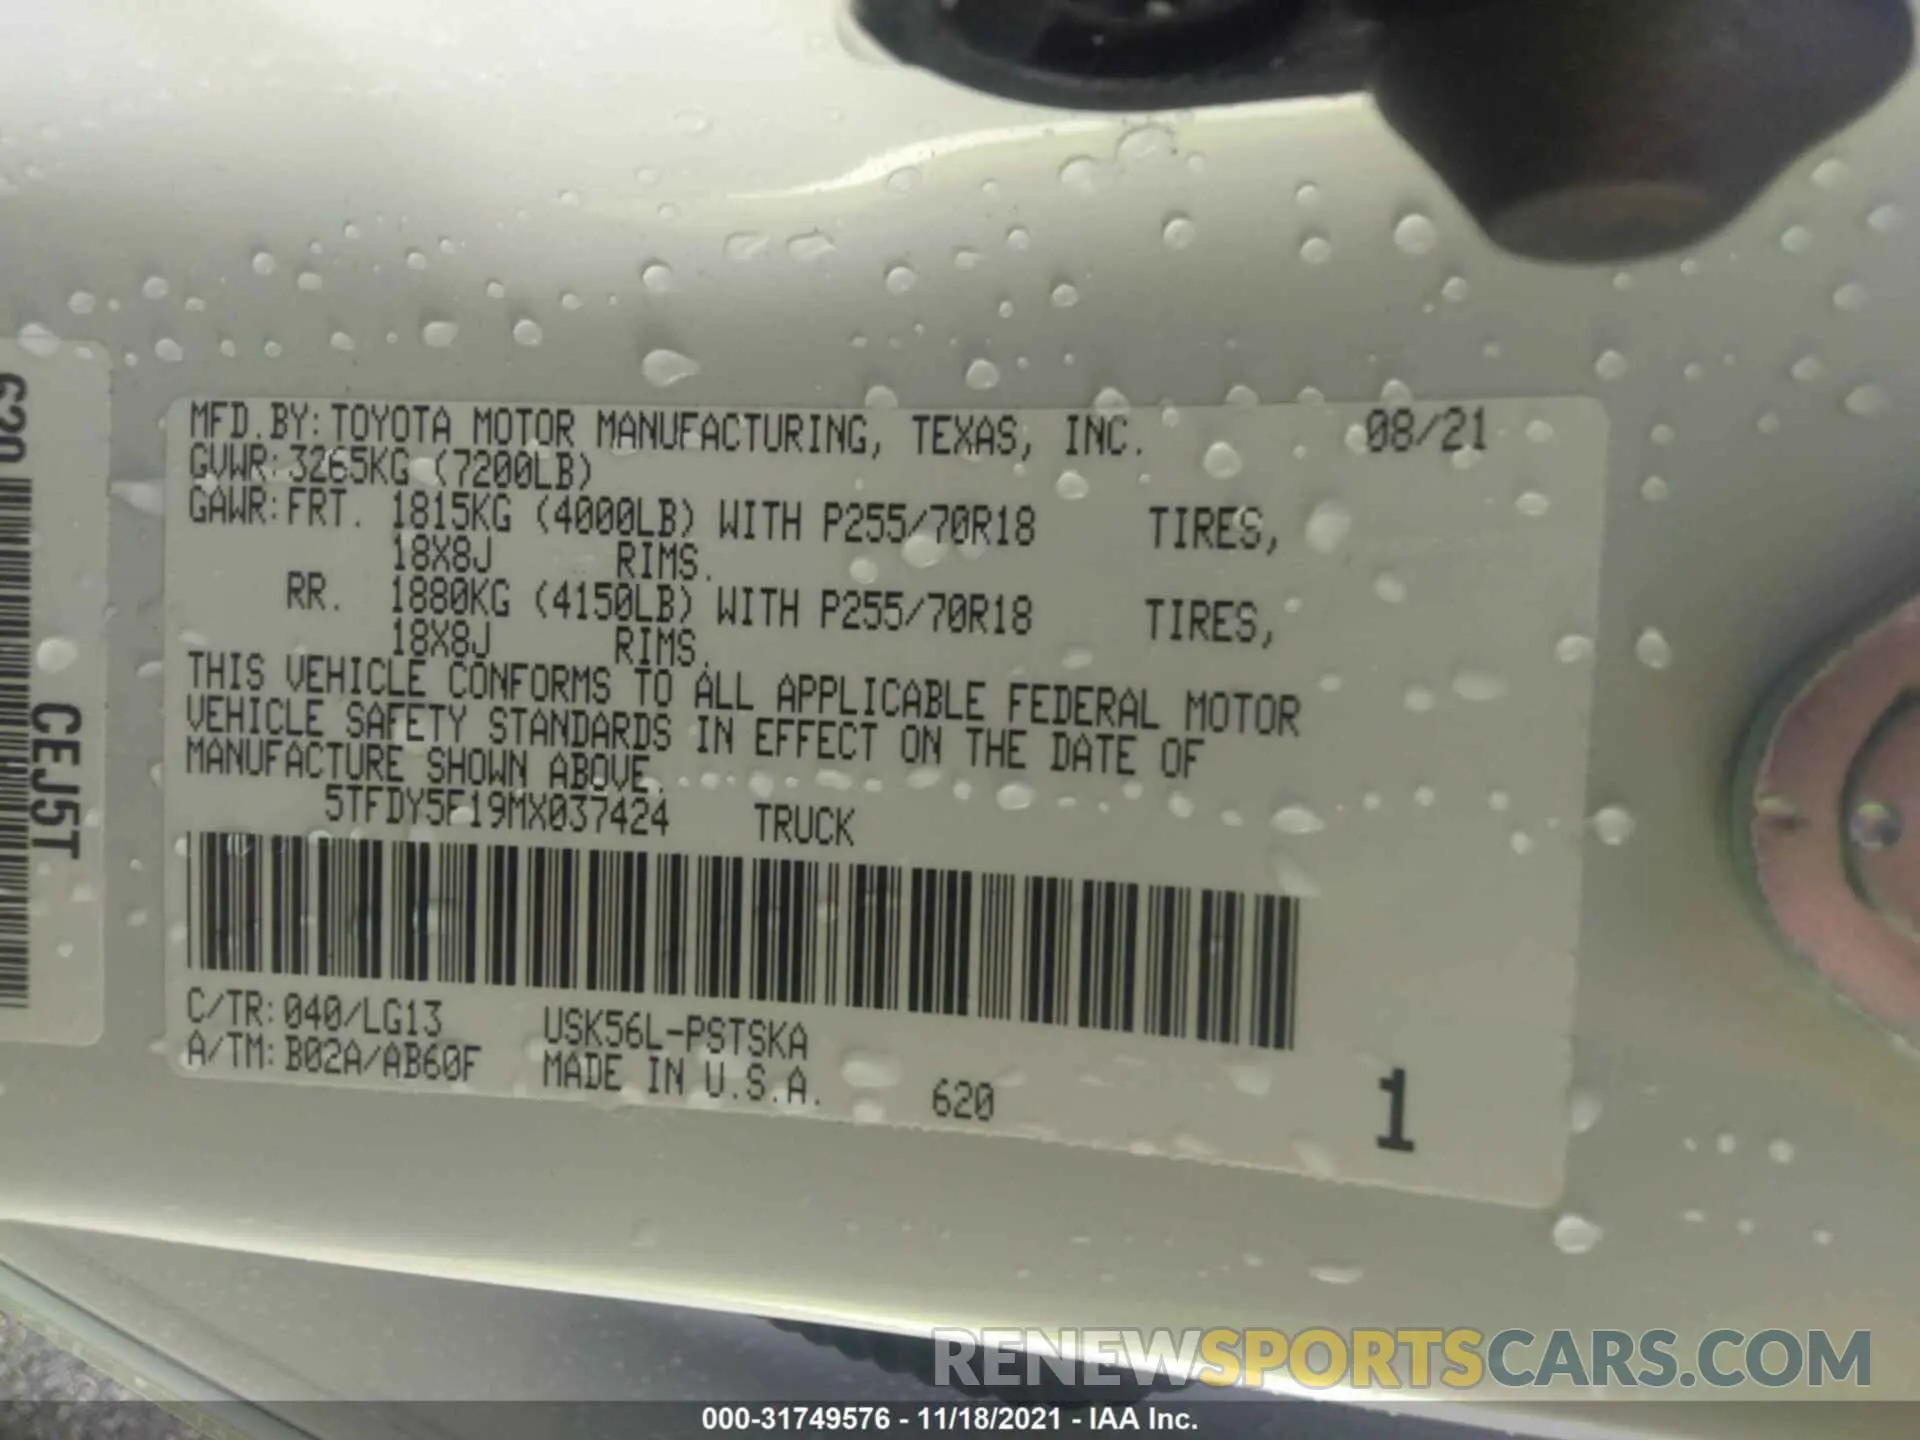 MFD.BY: TOYOTA MOTOR MANUFACTURING, TEXAS, INC. 08/21
GVWR: 3265KG (7200LB)
GAWR: FRT. 1815KG (4000LB) WITH P255/70R18 TIRES,
18X8J RIMS.
RR. 1880KG (4150LB) WITH P255/70R18 TIRES,
18X8J RIMS.
THIS VEHICLE CONFORMS TO ALL APPLICABLE FEDERAL MOTOR
VEHICLE SAFETY STANDARDS IN EFFECT ON THE DATE OF
MANUFACTURE SHOWN ABOVE.
5TFDY5F19MX037424 TRUCK
C/TR: 040/LG13 USK56L-PSTSKA
A/TM: B02A/AB60F MADE IN U.S.A. 620 1
620
CEJ5T
RENEWSPORTSCARS.COM
000-31749576 - 11/18/2021 - IAA Inc.